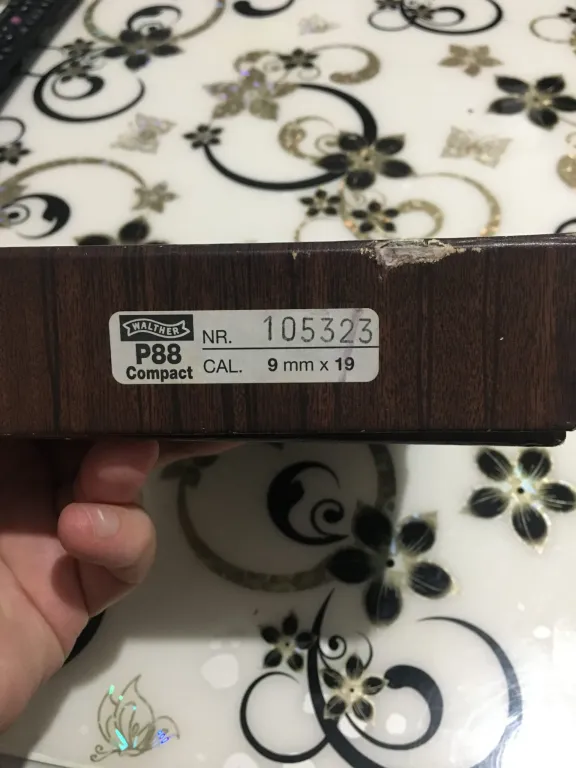 WALTHER
P88
Compact
NR. 105323
CAL. 9 mm x 19